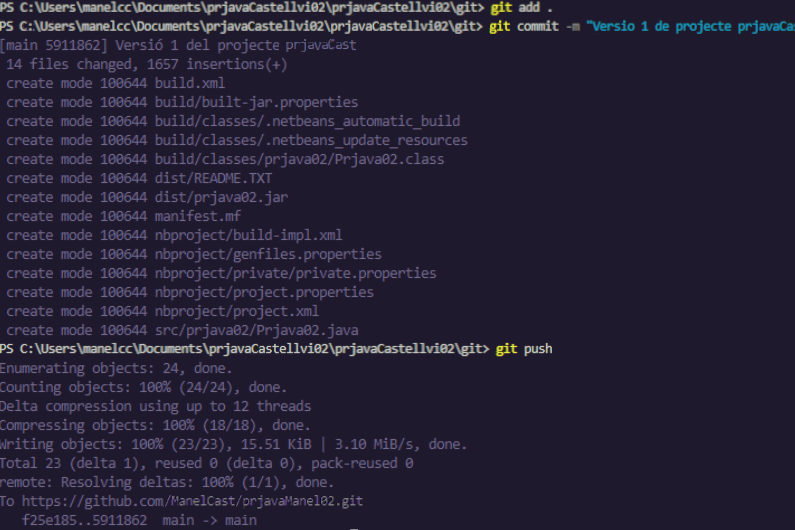 PS C:\Users\manelcc\Documents\prjavaCastellvi02\prjavaCastellvi02\git> git add .
PS C:\Users\manelcc\Documents\prjavaCastellvi02\prjavaCastellvi02\git> git commit -m "Versio 1 de projecte prjavaCas
[main 5911862] Versió 1 del projecte prjavaCast
 14 files changed, 1657 insertions(+)
 create mode 100644 build.xml
 create mode 100644 build/built-jar.properties
 create mode 100644 build/classes/.netbeans_automatic_build
 create mode 100644 build/classes/.netbeans_update_resources
 create mode 100644 build/classes/prjava02/Prjava02.class
 create mode 100644 dist/README.TXT
 create mode 100644 dist/prjava02.jar
 create mode 100644 manifest.mf
 create mode 100644 nbproject/build-impl.xml
 create mode 100644 nbproject/genfiles.properties
 create mode 100644 nbproject/private/private.properties
 create mode 100644 nbproject/project.properties
 create mode 100644 nbproject/project.xml
 create mode 100644 src/prjava02/Prjava02.java
PS C:\Users\manelcc\Documents\prjavaCastellvi02\prjavaCastellvi02\git> git push
Enumerating objects: 24, done.
Counting objects: 100% (24/24), done.
Delta compression using up to 12 threads
Compressing objects: 100% (18/18), done.
Writing objects: 100% (23/23), 15.51 KiB | 3.10 MiB/s, done.
Total 23 (delta 1), reused 0 (delta 0), pack-reused 0
remote: Resolving deltas: 100% (1/1), done.
To https://github.com/ManelCast/prjavaManel02.git
   f25e185..5911862  main -> main